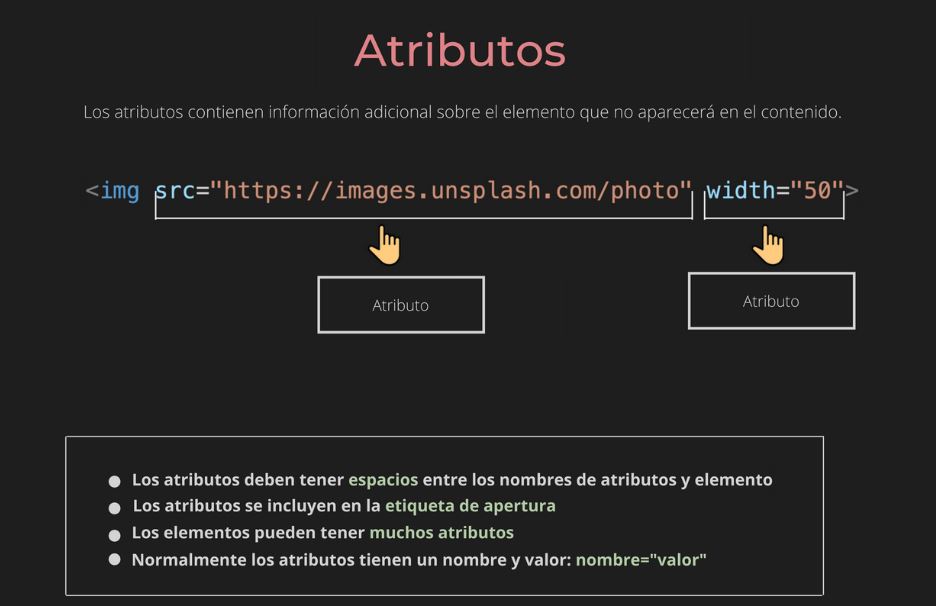 Atributos
Los atributos contienen información adicional sobre el elemento que no aparecerá en el contenido.
<img src="https://images.unsplash.com/photo" width="50">
Atributo
Atributo
Los atributos deben tener espacios entre los nombres de atributos y elemento
Los atributos se incluyen en la etiqueta de apertura
Los elementos pueden tener muchos atributos
Normalmente los atributos tienen un nombre y valor: nombre="valor"